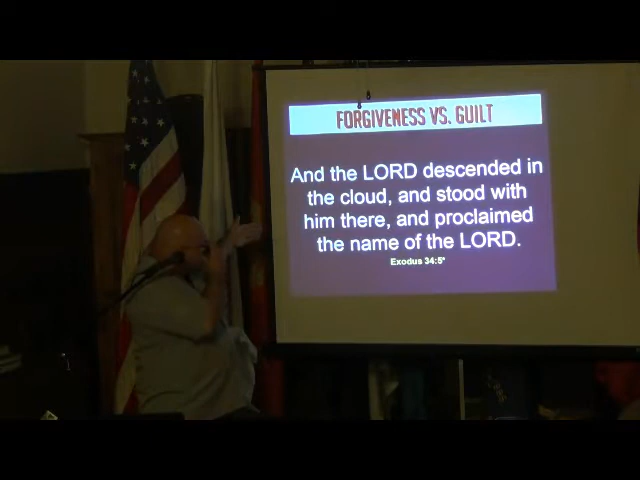 FORGIVENESS VS. GUILT
And the LORD descended in
the cloud, and stood with
him there, and proclaimed
the name of the LORD.
Exodus 34:5*